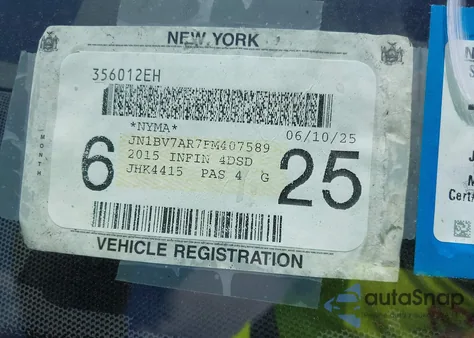 NEW YORK
356012EH
*NYMA*
06/10/25
JN1BV7AR7FM407589
2015 INFIN 4DSD
JHK4415 PAS 4 G
MONTH
6
25
VEHICLE REGISTRATION
autoSnap